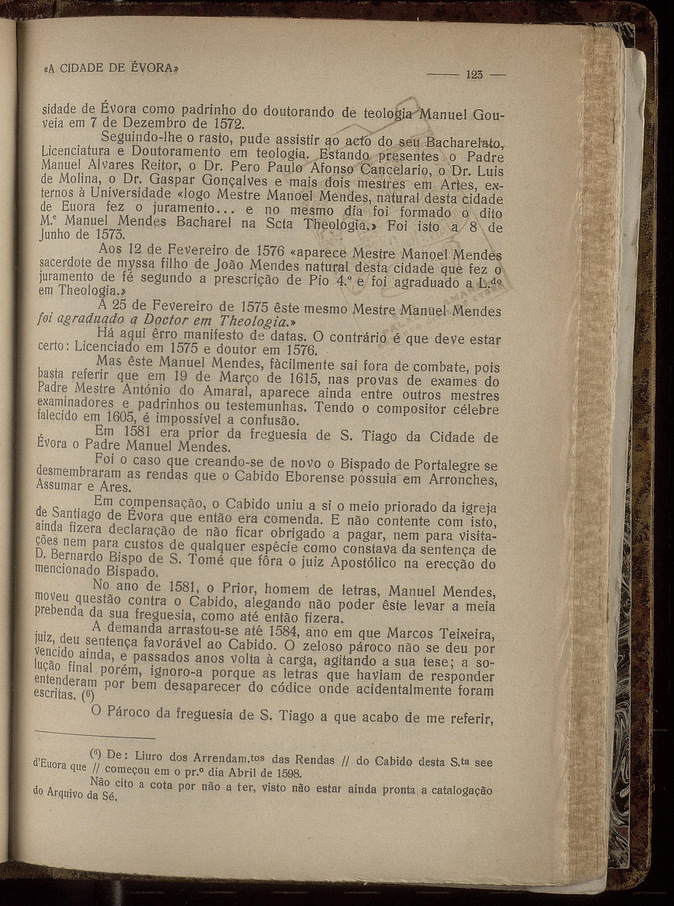 «A CIDADE DE ÉVORA»
— 123 —
sidade de Évora como padrinho do doutorando de teologia Manuel Gou-
veia em 7 de Dezembro de 1572.
Seguindo-lhe o rasto, pude assistir ao acto do seu Bacharelato,
Licenciatura e Doutoramento em teologia. Estando presentes o Padre
Manuel Alvares Reitor, o Dr. Pero Paulo Afonso Cancelario, o Dr. Luis
de Molina, o Dr. Gaspar Gonçalves e mais dois mestres em Artes, ex-
ternos à Universidade «logo Mestre Manoel Mendes, natural desta cidade
de Euora fez o juramento... e no mesmo dia foi formado o dito
M.e Manuel Mendes Bacharel na Scta Theologia.» Foi isto a 8 de
Junho de 1573.
Aos 12 de Fevereiro de 1576 «aparece Mestre Manoel Mendes
sacerdote de myssa filho de João Mendes natural desta cidade que fez o
juramento de fé segundo a prescrição de Pio 4.º e foi agraduado a L.do
em Theologia.»
A 25 de Fevereiro de 1575 êste mesmo Mestre Manuel Mendes
foi agraduado a Doctor em Theologia.»
Há aqui êrro manifesto de datas. O contrário é que deve estar
certo: Licenciado em 1575 e doutor em 1576.
Mas êste Manuel Mendes, fàcilmente sai fora de combate, pois
basta referir que em 19 de Março de 1615, nas provas de exames do
Padre Mestre António do Amaral, aparece ainda entre outros mestres
examinadores e padrinhos ou testemunhas. Tendo o compositor célebre
falecido em 1605, é impossível a confusão.
Em 1581 era prior da freguesia de S. Tiago da Cidade de
Évora o Padre Manuel Mendes.
Foi o caso que creando-se de novo o Bispado de Portalegre se
desmembraram as rendas que o Cabido Eborense possuia em Arronches,
Assumar e Ares.
Em compensação, o Cabido uniu a si o meio priorado da igreja
de Santiago de Évora que então era comenda. E não contente com isto,
ainda fizera declaração de não ficar obrigado a pagar, nem para visita-
ções nem para custos de qualquer espécie como constava da sentença de
D. Bernardo Bispo de S. Tomé que fôra o juiz Apostólico na erecção do
mencionado Bispado.
No ano de 1581, o Prior, homem de letras, Manuel Mendes,
moveu questão contra o Cabido, alegando não poder êste levar a meia
prebenda da sua freguesia, como até então fizera.
A demanda arrastou-se até 1584, ano em que Marcos Teixeira,
juiz, deu sentença favorável ao Cabido. O zeloso pároco não se deu por
vencido ainda, e passados anos volta à carga, agitando a sua tese; a so-
lução final porém, ignoro-a porque as letras que haviam de responder
entenderam por bem desaparecer do códice onde acidentalmente foram
escritas. (6)
O Pároco da freguesia de S. Tiago a que acabo de me referir,
(6) De: Liuro dos Arrendam.tos das Rendas // do Cabido desta S.ta see
d'Euora que // começou em o pr.º dia Abril de 1598.
Não cito a cota por não a ter, visto não estar ainda pronta a catalogação
do Arquivo da Sé.